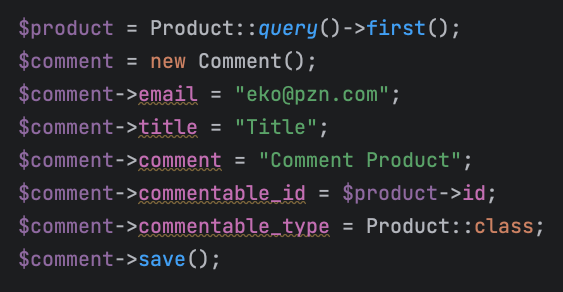 $product = Product::query()->first();
$comment = new Comment();
$comment->email = "eko@pzn.com";
$comment->title = "Title";
$comment->comment = "Comment Product";
$comment->commentable_id = $product->id;
$comment->commentable_type = Product::class;
$comment->save();